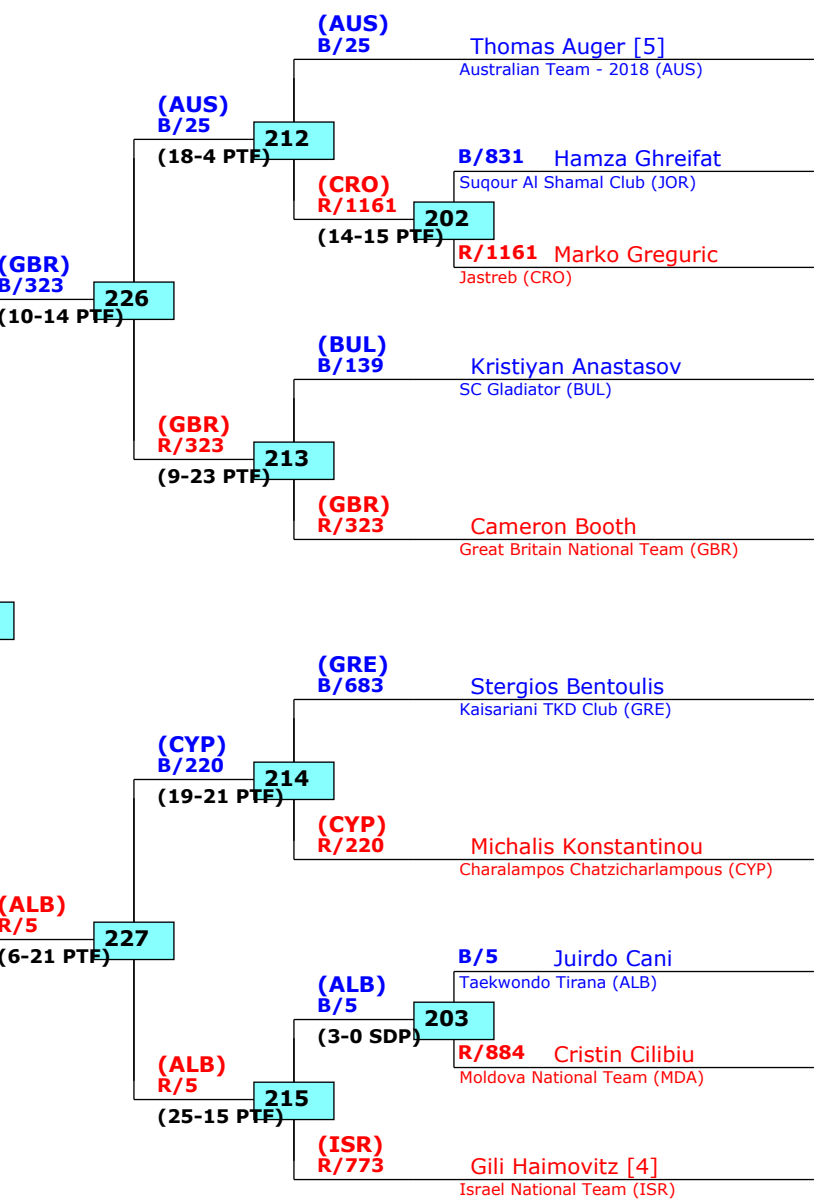 (AUS)
B/25
Thomas Auger [5]
Australian Team - 2018 (AUS)
(AUS)
B/25
212
(18-4 PTF)
B/831 Hamza Ghreifat
Suqour Al Shamal Club (JOR)
(CRO)
R/1161
202
(14-15 PTF)
R/1161 Marko Greguric
Jastreb (CRO)
(GBR)
B/323
226
(10-14 PTF)
(BUL)
B/139
Kristiyan Anastasov
SC Gladiator (BUL)
(GBR)
R/323
213
(9-23 PTF)
(GBR)
R/323
Cameron Booth
Great Britain National Team (GBR)
(GRE)
B/683
Stergios Bentoulis
Kaisariani TKD Club (GRE)
(CYP)
B/220
214
(19-21 PTF)
(CYP)
R/220
Michalis Konstantinou
Charalampos Chatzicharlampous (CYP)
(ALB)
R/5
227
(6-21 PTF)
B/5 Juirdo Cani
Taekwondo Tirana (ALB)
(ALB)
B/5
203
(3-0 SDP)
R/884 Cristin Cilibiu
Moldova National Team (MDA)
(ALB)
R/5
215
(25-15 PTF)
(ISR)
R/773
Gili Haimovitz [4]
Israel National Team (ISR)